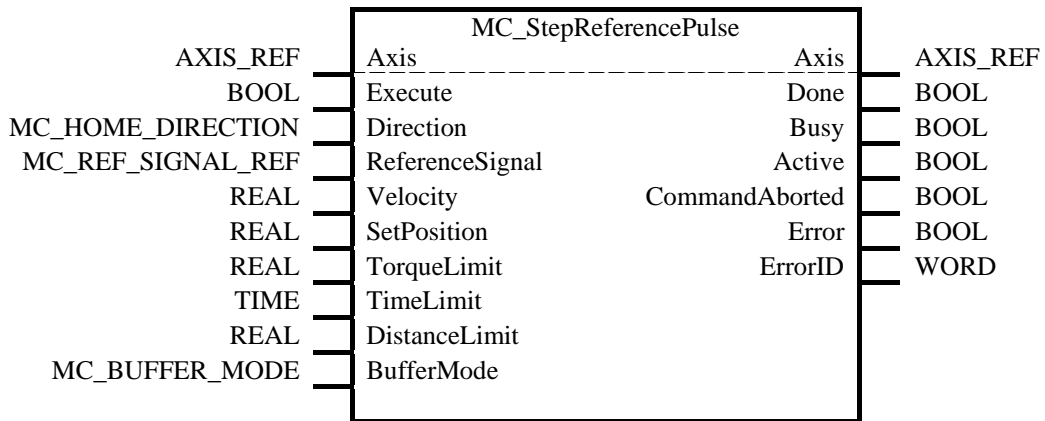 MC_StepReferencePulse
AXIS_REF Axis Axis AXIS_REF
BOOL Execute Done BOOL
MC_HOME_DIRECTION Direction Busy BOOL
MC_REF_SIGNAL_REF ReferenceSignal Active BOOL
REAL Velocity CommandAborted BOOL
REAL SetPosition Error BOOL
REAL TorqueLimit ErrorID WORD
TIME TimeLimit
REAL DistanceLimit
MC_BUFFER_MODE BufferMode